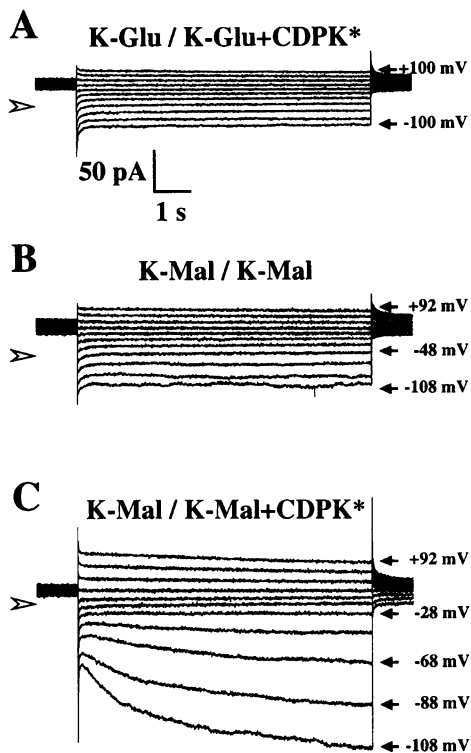 A
K-Glu / K-Glu+CDPK*
+100 mV
-100 mV
50 pA
1 s
B
K-Mal / K-Mal
+92 mV
-48 mV
-108 mV
C
K-Mal / K-Mal+CDPK*
+92 mV
-28 mV
-68 mV
-88 mV
-108 mV